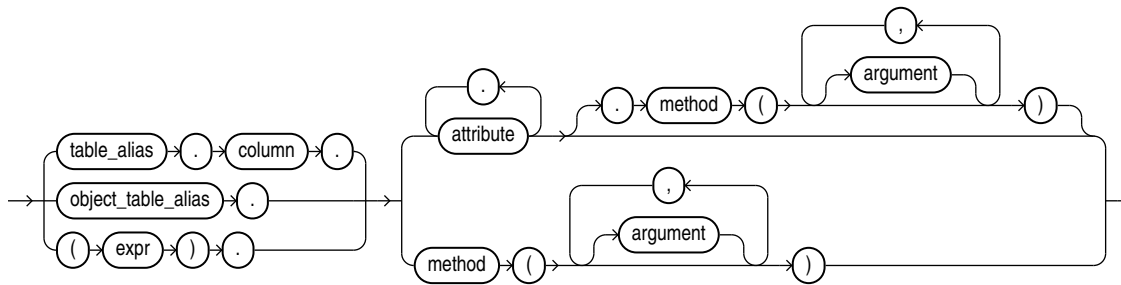 ,
argument
.
. method ( )
attribute
table_alias . column .
object_table_alias .
,
argument
( expr ) .
method ( )